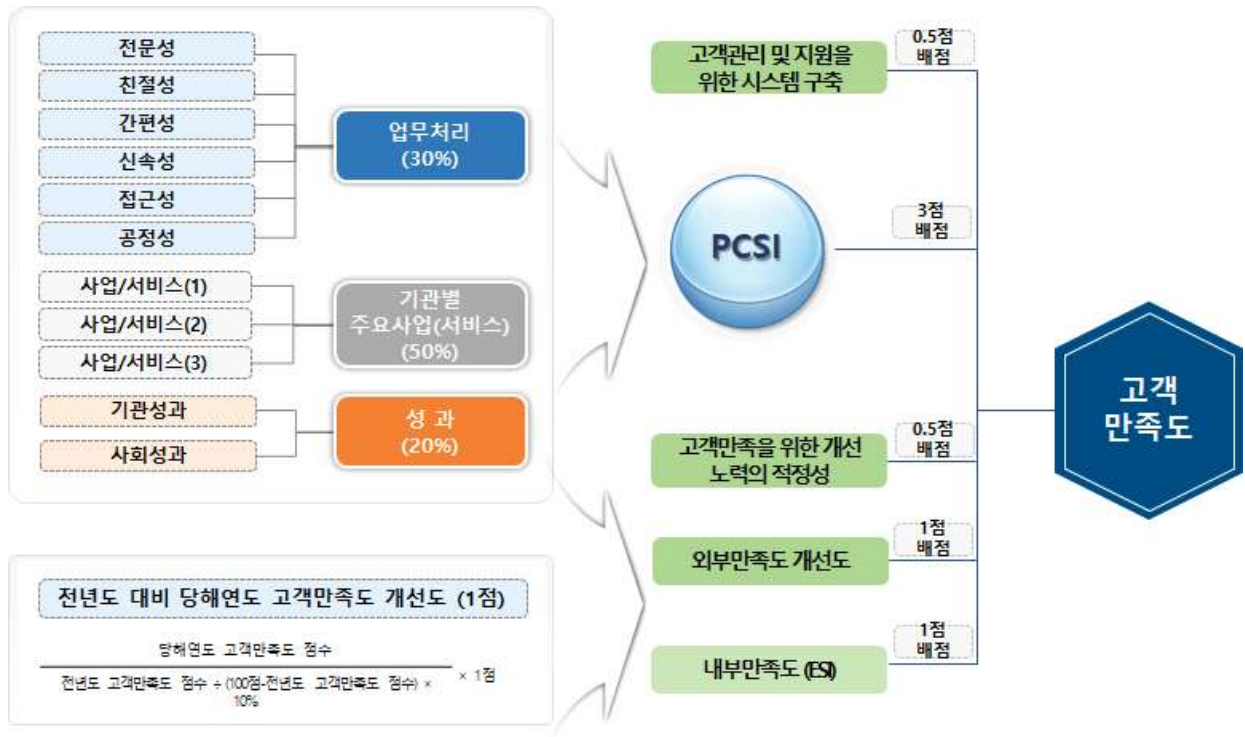 전문성
친절성
간편성
신속성
접근성
공정성
업무처리
(30%)
사업/서비스(1)
사업/서비스(2)
사업/서비스(3)
기관별
주요사업(서비스)
(50%)
기관성과
사회성과
성 과
(20%)
전년도 대비 당해연도 고객만족도 개선도 (1점)
당해연도 고객만족도 점수
전년도 고객만족도 점수 ÷ (100점-전년도 고객만족도 점수) ×
10%
× 1점
고객관리 및 지원을
위한 시스템 구축
0.5점
배점
PCSI
3점
배점
고객만족을 위한 개선
노력의 적정성
0.5점
배점
외부만족도 개선도
1점
배점
내부만족도 (ESI)
1점
배점
고객
만족도